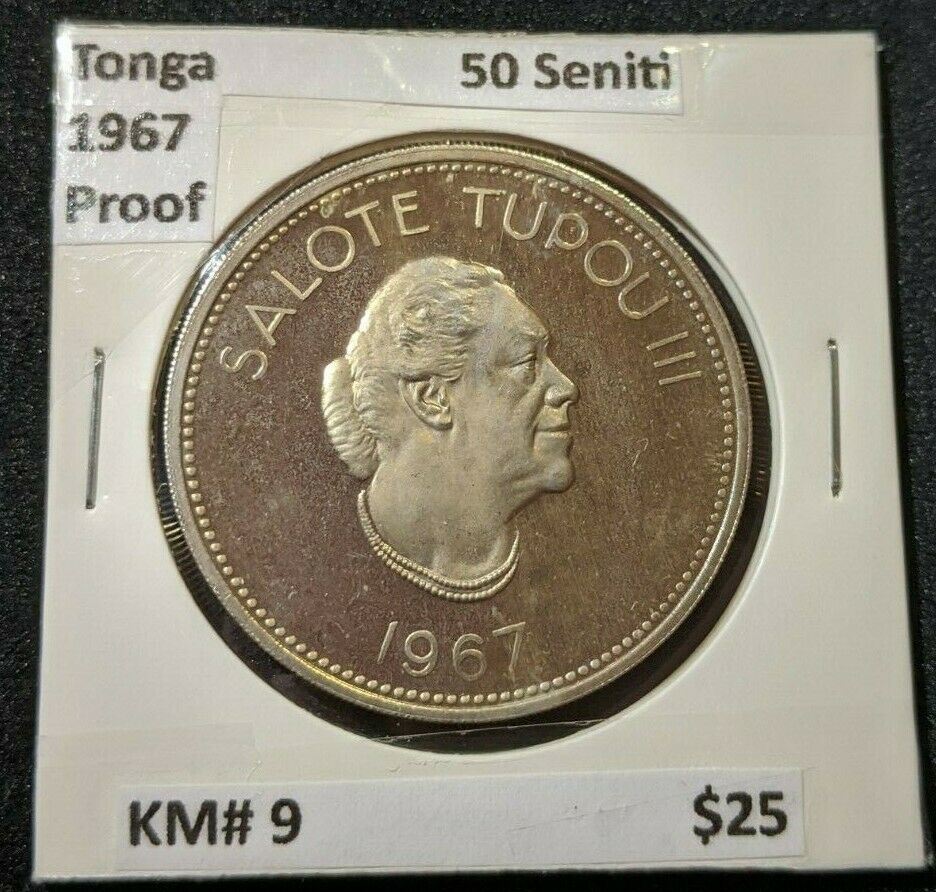 Tonga
1967
Proof
50 Seniti
SALOTE TUPOU III
1967
KM# 9
$25